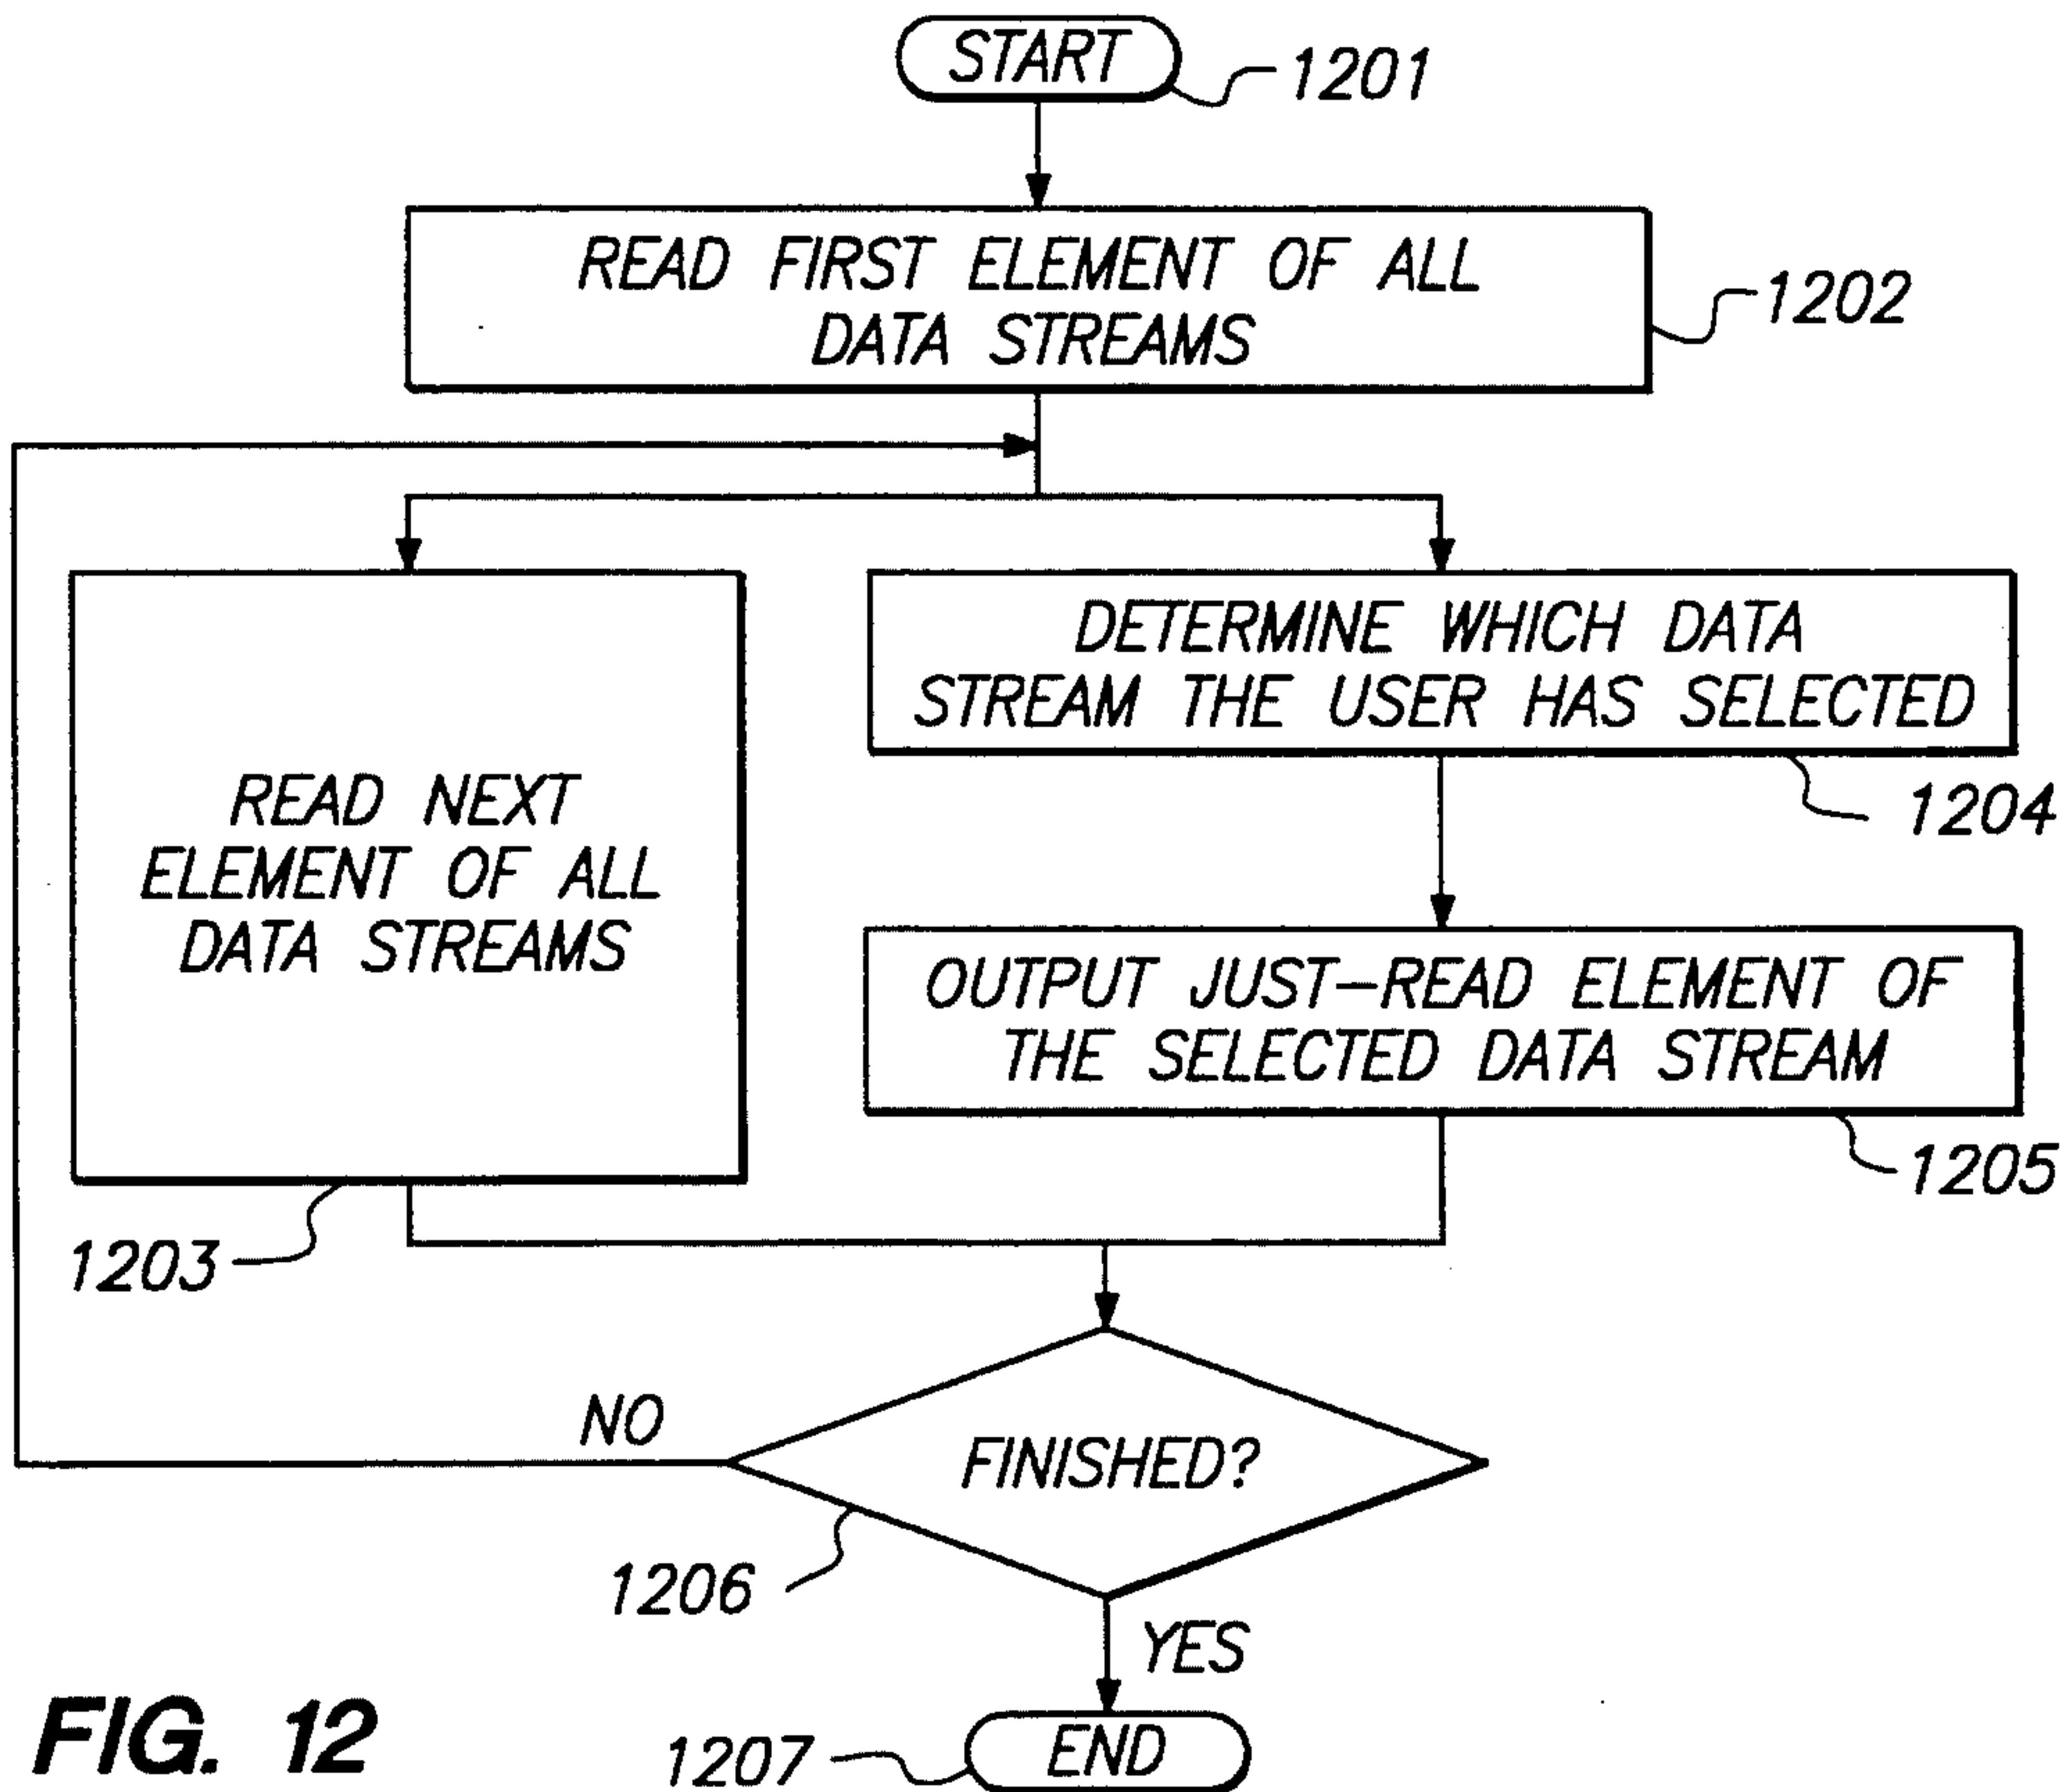 START
1201
READ FIRST ELEMENT OF ALL
DATA STREAMS
1202
READ NEXT
ELEMENT OF ALL
DATA STREAMS
1203
DETERMINE WHICH DATA
STREAM THE USER HAS SELECTED
1204
OUTPUT JUST-READ ELEMENT OF
THE SELECTED DATA STREAM
1205
FINISHED?
NO
1206
YES
END
1207
FIG. 12